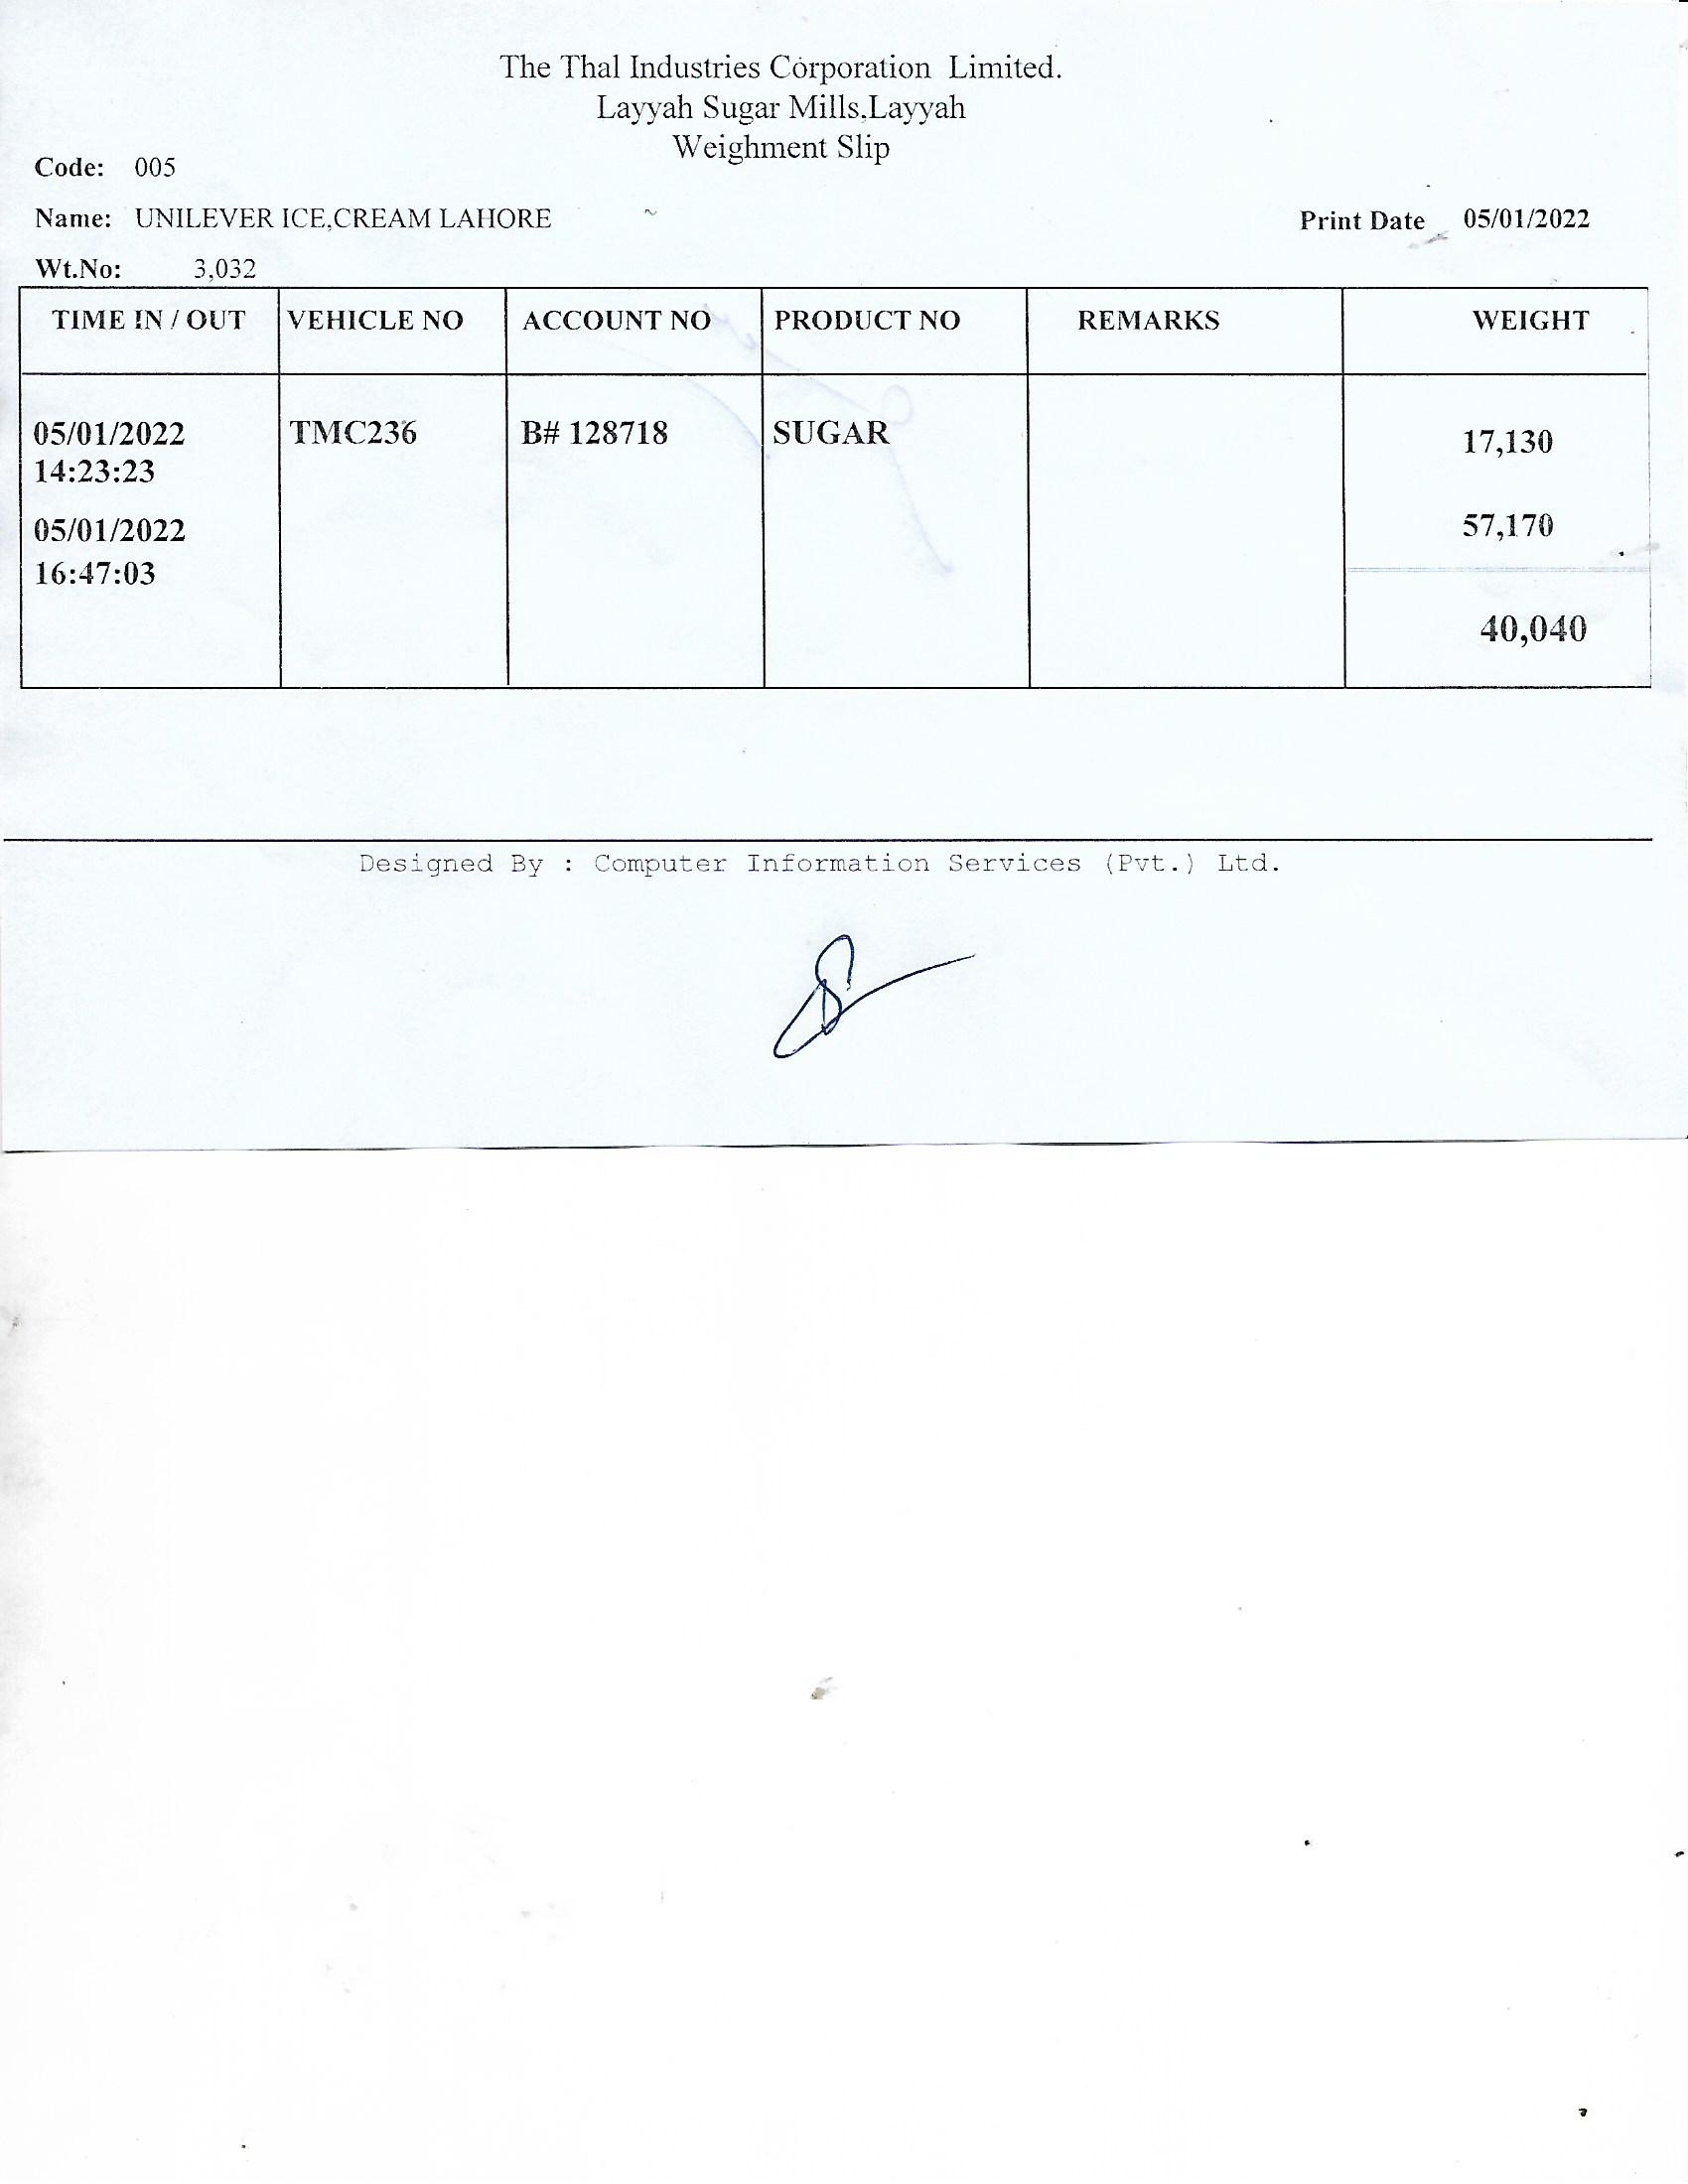 The Thal Industries Corporation Limited.
Layyah Sugar Mills,Layyah
Weighment Slip
Code: 005
Name: UNILEVER ICE,CREAM LAHORE
Print Date 05/01/2022
Wt.No: 3,032
TIME IN / OUT VEHICLE NO ACCOUNT NO PRODUCT NO REMARKS WEIGHT
05/01/2022 TMC236 B# 128718 SUGAR 17,130
14:23:23
05/01/2022 57,170
16:47:03
40,040
Designed By : Computer Information Services (Pvt.) Ltd.